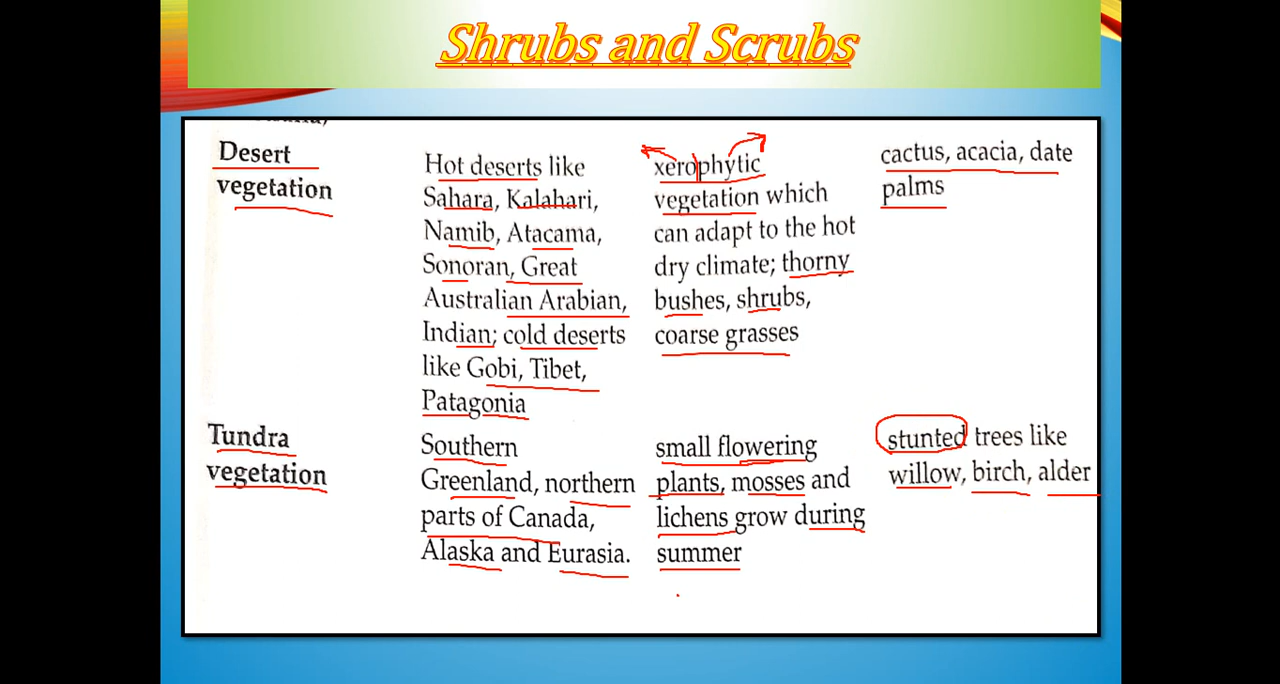 Shrubs and Scrubs
Desert
vegetation
Hot deserts like
Sahara, Kalahari,
Namib, Atacama,
Sonoran, Great
Australian Arabian,
Indian; cold deserts
like Gobi, Tibet,
Patagonia
xerophytic
vegetation which
can adapt to the hot
dry climate; thorny
bushes, shrubs,
coarse grasses
cactus, acacia, date
palms
Tundra
vegetation
Southern
Greenland, northern
parts of Canada,
Alaska and Eurasia.
small flowering
plants, mosses and
lichens grow during
summer
stunted trees like
willow, birch, alder